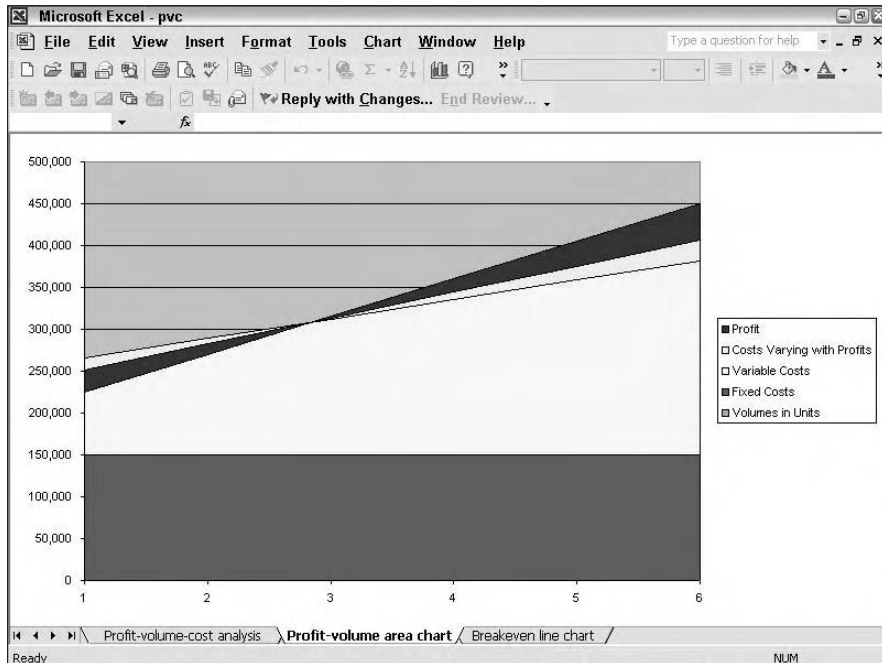 Microsoft Excel - pvc
File Edit View Insert Format Tools Chart Window Help
Type a question for help
Reply with Changes... End Review...
fx
500,000
450,000
400,000
350,000
300,000
250,000
200,000
150,000
100,000
50,000
0
1 2 3 4 5 6
Profit
Costs Varying with Profits
Variable Costs
Fixed Costs
Volumes in Units
Profit-volume-cost analysis Profit-volume area chart Breakeven line chart
Ready NUM